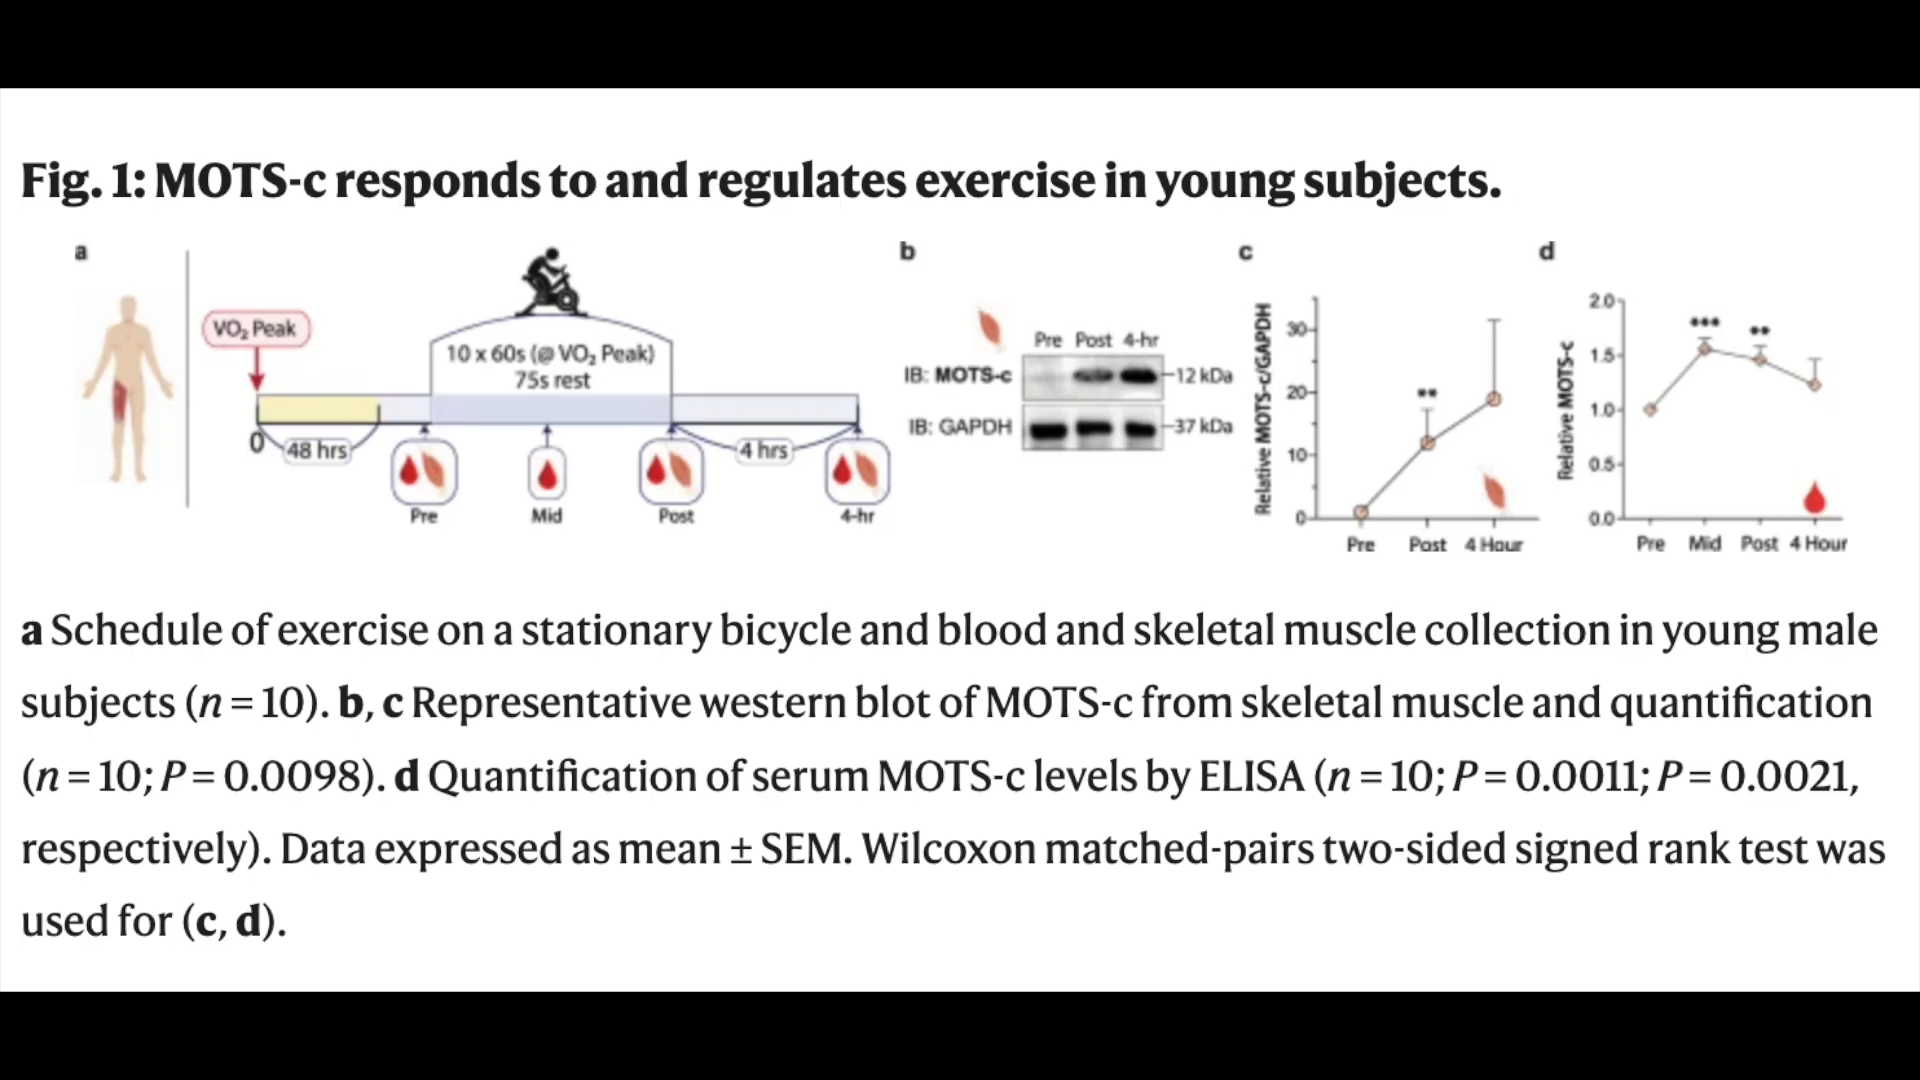 Fig. 1: MOTS-c responds to and regulates exercise in young subjects.
a
VO₂ Peak
10 x 60s (@ VO₂ Peak)
75s rest
0
48 hrs
4 hrs
Pre
Mid
Post
4-hr
b
Pre Post 4-hr
IB: MOTS-c
12 kDa
IB: GAPDH
37 kDa
c
Relative MOTS-c/GAPDH
30
20
10
0
**
Pre Post 4 Hour
d
Relative MOTS-c
2.0
1.5
1.0
0.5
0.0
***
**
Pre Mid Post 4 Hour
a Schedule of exercise on a stationary bicycle and blood and skeletal muscle collection in young male
subjects (n = 10). b, c Representative western blot of MOTS-c from skeletal muscle and quantification
(n = 10; P = 0.0098). d Quantification of serum MOTS-c levels by ELISA (n = 10; P = 0.0011; P = 0.0021,
respectively). Data expressed as mean ± SEM. Wilcoxon matched-pairs two-sided signed rank test was
used for (c, d).